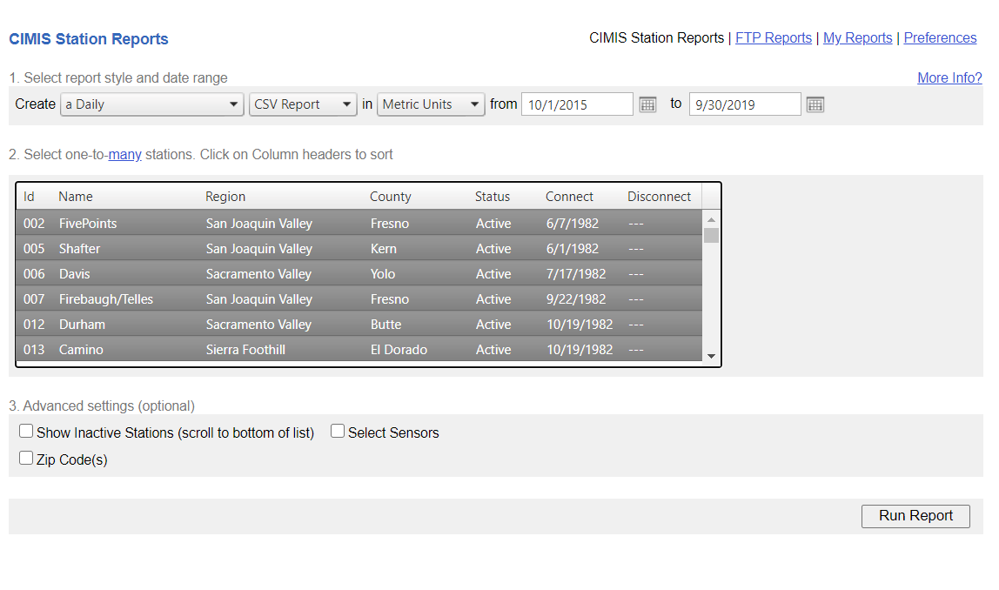 CIMIS Station Reports
CIMIS Station Reports | FTP Reports | My Reports | Preferences
1. Select report style and date range
More Info?
Create a Daily CSV Report in Metric Units from 10/1/2015 to 9/30/2019
2. Select one-to-many stations. Click on Column headers to sort
Id Name Region County Status Connect Disconnect
002 FivePoints San Joaquin Valley Fresno Active 6/7/1982 ---
005 Shafter San Joaquin Valley Kern Active 6/1/1982 ---
006 Davis Sacramento Valley Yolo Active 7/17/1982 ---
007 Firebaugh/Telles San Joaquin Valley Fresno Active 9/22/1982 ---
012 Durham Sacramento Valley Butte Active 10/19/1982 ---
013 Camino Sierra Foothill El Dorado Active 10/19/1982 ---
3. Advanced settings (optional)
Show Inactive Stations (scroll to bottom of list) Select Sensors
Zip Code(s)
Run Report